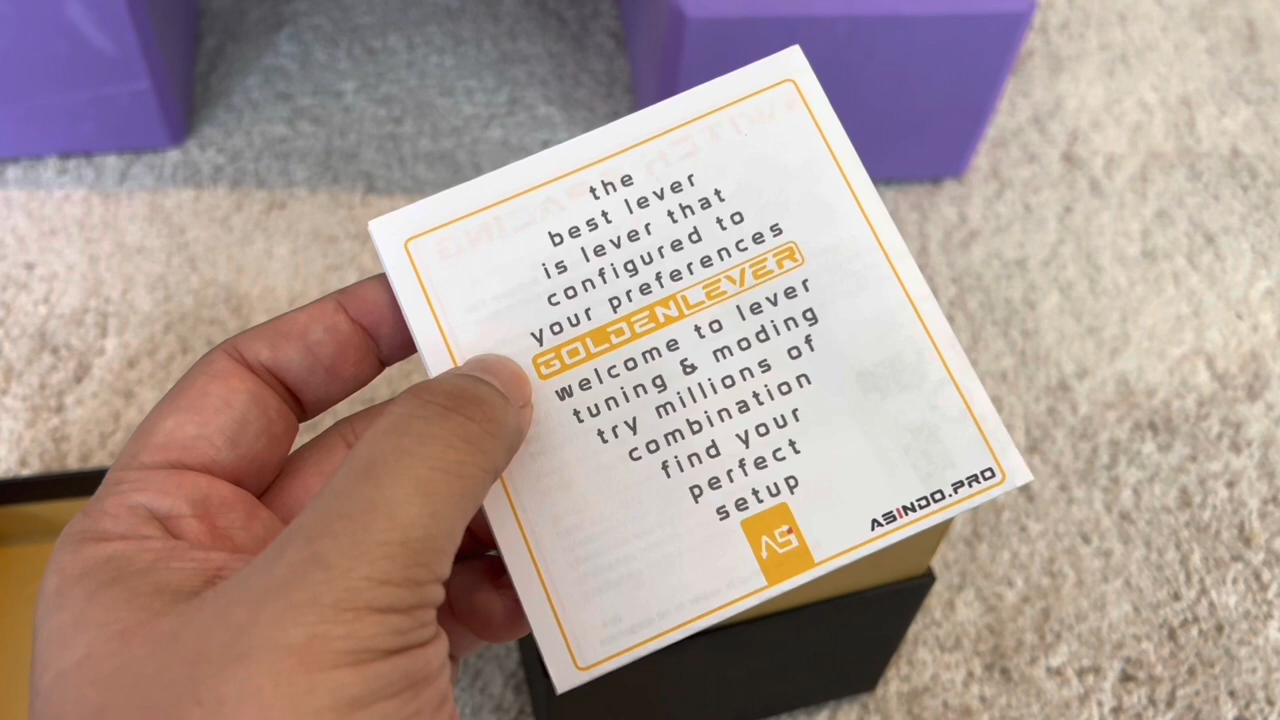 the
best lever
is lever that
configured to
your preferences
GOLDENLEVER
welcome to lever
tuning & moding
try millions of
combination
find your
perfect
setup
AS
ASINDO.PRO